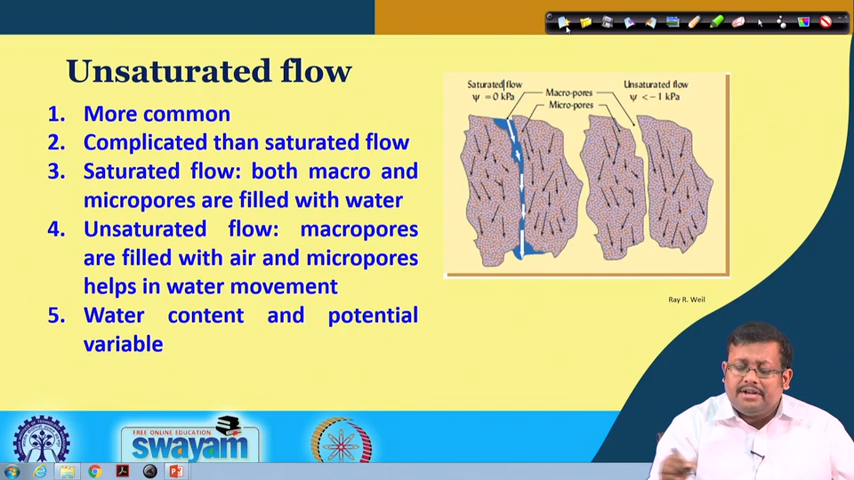 Unsaturated flow
1. More common
2. Complicated than saturated flow
3. Saturated flow: both macro and
micropores are filled with water
4. Unsaturated flow: macropores
are filled with air and micropores
helps in water movement
5. Water content and potential
variable
Saturated flow
ψ = 0 kPa
Macro-pores
Micro-pores
Unsaturated flow
ψ < −1 kPa
Ray R. Weil
FREE ONLINE EDUCATION
swayam